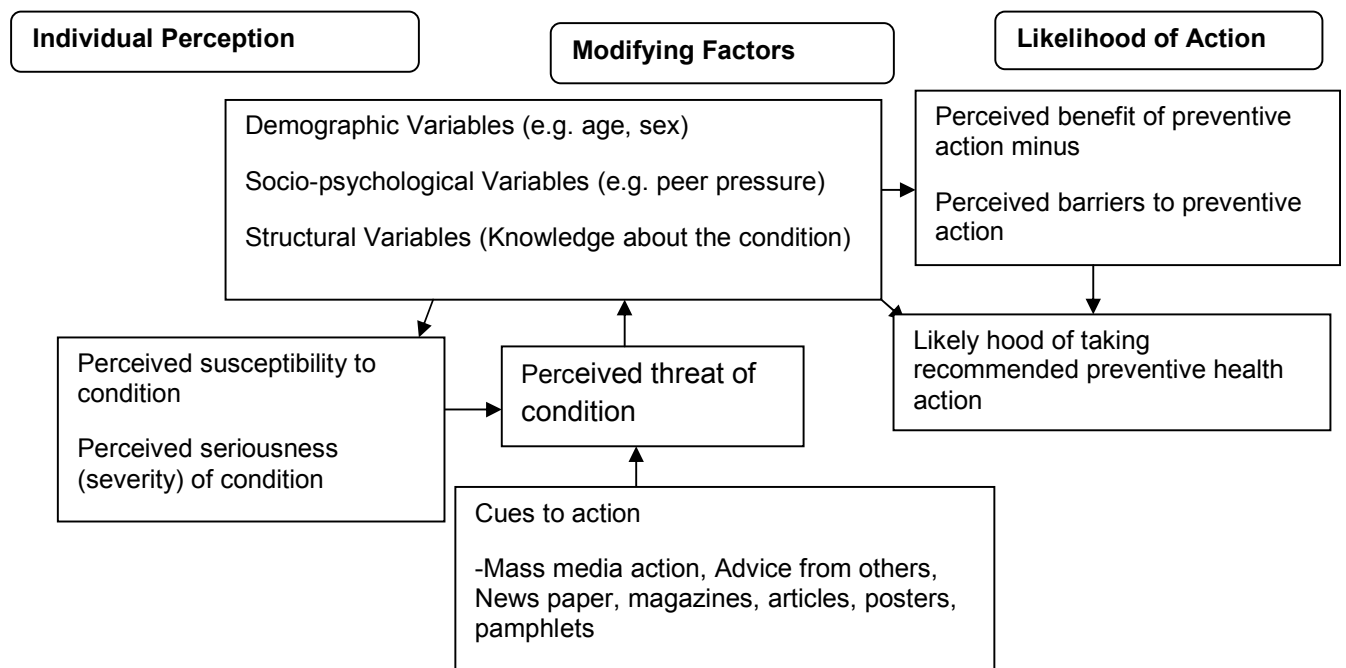 Individual Perception
Modifying Factors
Likelihood of Action
Demographic Variables (e.g. age, sex)
Socio-psychological Variables (e.g. peer pressure)
Structural Variables (Knowledge about the condition)
Perceived benefit of preventive
action minus
Perceived barriers to preventive
action
Perceived susceptibility to
condition
Perceived seriousness
(severity) of condition
Perceived threat of
condition
Likely hood of taking
recommended preventive health
action
Cues to action
-Mass media action, Advice from others,
News paper, magazines, articles, posters,
pamphlets